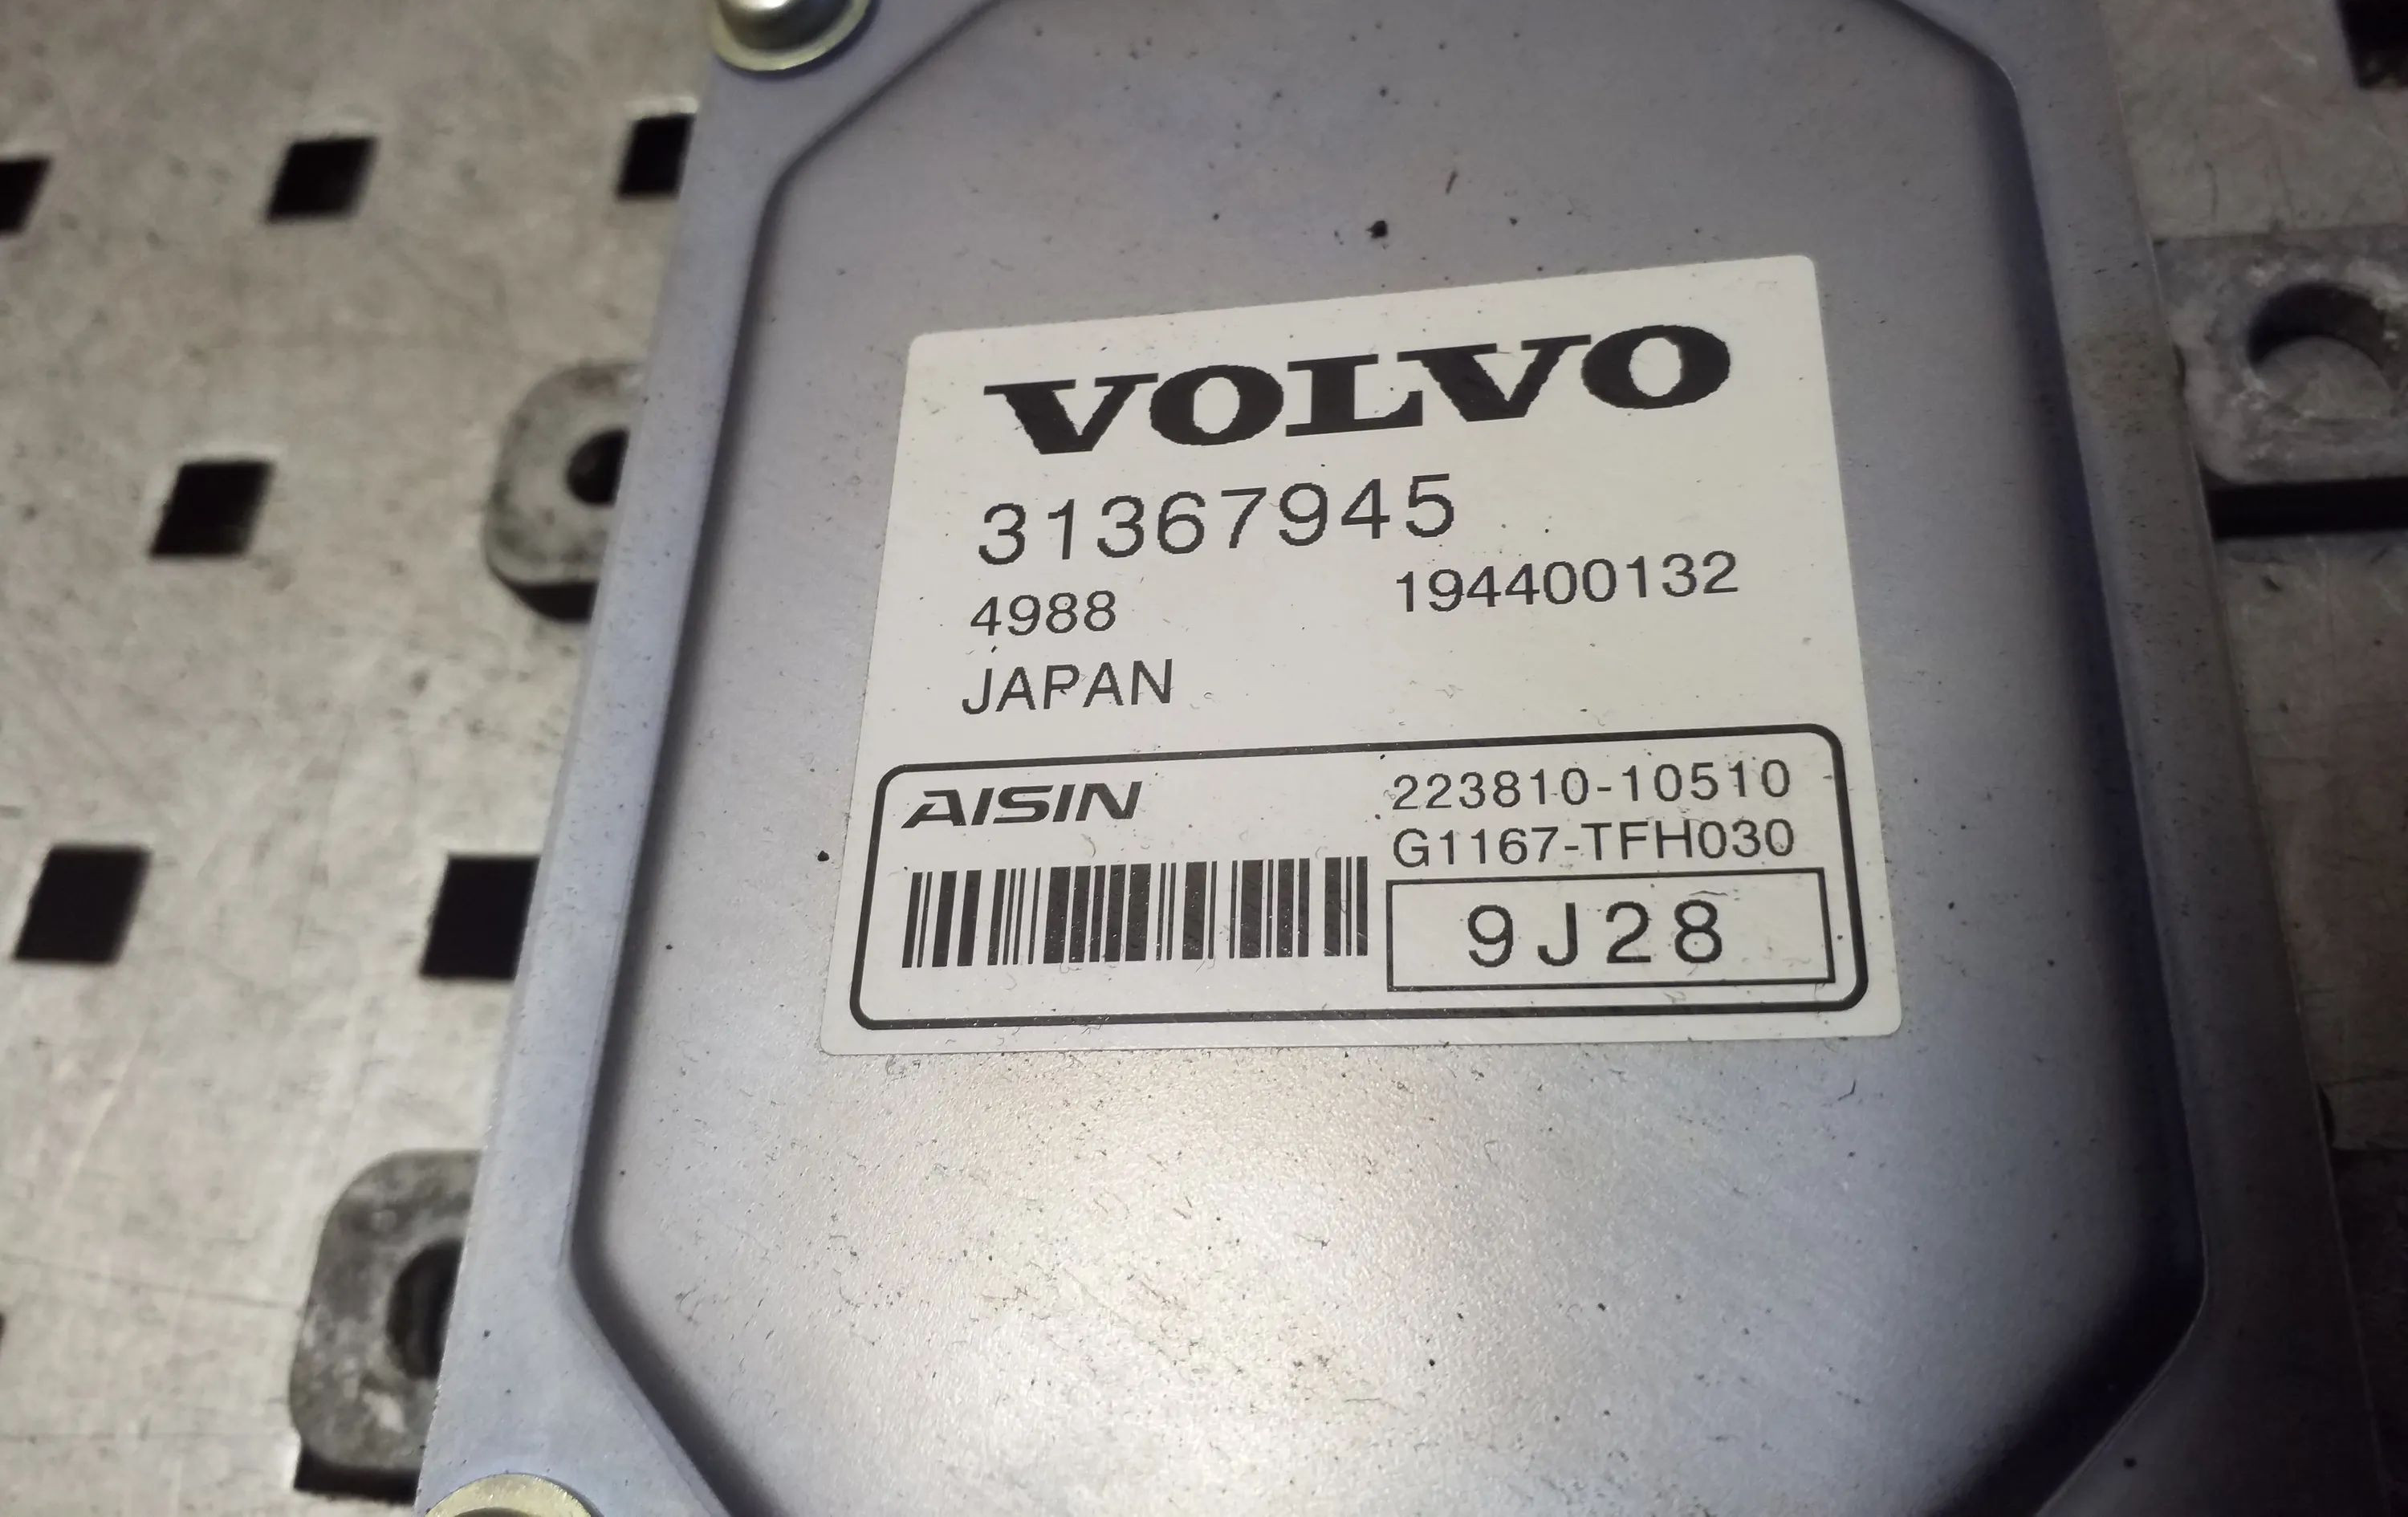 VOLVO
31367945
4988 194400132
JAPAN
AISIN
223810-10510
G1167-TFH030
9J28